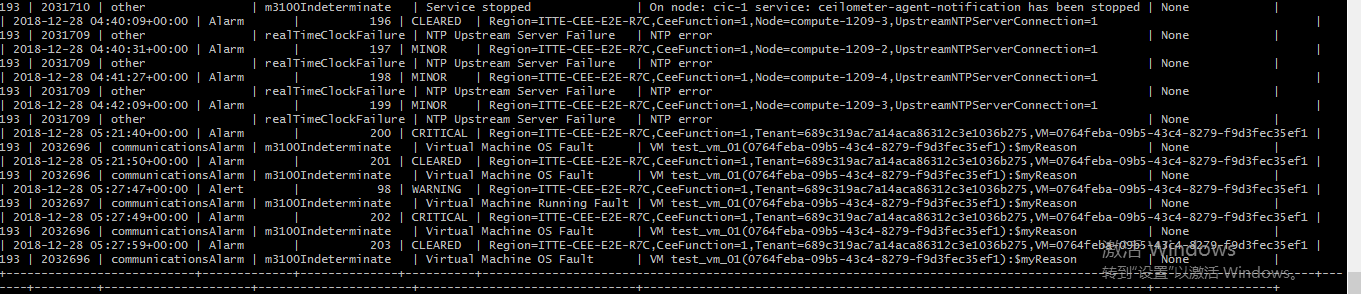 193 | 2031710 | other | m3100Indeterminate | Service stopped | On node: cic-1 service: ceilometer-agent-notification has been stopped | None |
| 2018-12-28 04:40:09+00:00 | Alarm | 196 | CLEARED | Region=ITTE-CEE-E2E-R7C,CeeFunction=1,Node=compute-1209-3,UpstreamNTPServerConnection=1 |
193 | 2031709 | other | realTimeClockFailure | NTP Upstream Server Failure | NTP error | None |
| 2018-12-28 04:40:31+00:00 | Alarm | 197 | MINOR | Region=ITTE-CEE-E2E-R7C,CeeFunction=1,Node=compute-1209-2,UpstreamNTPServerConnection=1 |
193 | 2031709 | other | realTimeClockFailure | NTP Upstream Server Failure | NTP error | None |
| 2018-12-28 04:41:27+00:00 | Alarm | 198 | MINOR | Region=ITTE-CEE-E2E-R7C,CeeFunction=1,Node=compute-1209-4,UpstreamNTPServerConnection=1 |
193 | 2031709 | other | realTimeClockFailure | NTP Upstream Server Failure | NTP error | None |
| 2018-12-28 04:42:09+00:00 | Alarm | 199 | MINOR | Region=ITTE-CEE-E2E-R7C,CeeFunction=1,Node=compute-1209-3,UpstreamNTPServerConnection=1 |
193 | 2031709 | other | realTimeClockFailure | NTP Upstream Server Failure | NTP error | None |
| 2018-12-28 05:21:40+00:00 | Alarm | 200 | CRITICAL | Region=ITTE-CEE-E2E-R7C,CeeFunction=1,Tenant=689c319ac7a14aca86312c3e1036b275,VM=0764feba-09b5-43c4-8279-f9d3fec35ef1 |
193 | 2032696 | communicationsAlarm | m3100Indeterminate | Virtual Machine OS Fault | VM test_vm_01(0764feba-09b5-43c4-8279-f9d3fec35ef1):$myReason | None |
| 2018-12-28 05:21:50+00:00 | Alarm | 201 | CLEARED | Region=ITTE-CEE-E2E-R7C,CeeFunction=1,Tenant=689c319ac7a14aca86312c3e1036b275,VM=0764feba-09b5-43c4-8279-f9d3fec35ef1 |
193 | 2032696 | communicationsAlarm | m3100Indeterminate | Virtual Machine OS Fault | VM test_vm_01(0764feba-09b5-43c4-8279-f9d3fec35ef1):$myReason | None |
| 2018-12-28 05:27:47+00:00 | Alert | 98 | WARNING | Region=ITTE-CEE-E2E-R7C,CeeFunction=1,Tenant=689c319ac7a14aca86312c3e1036b275,VM=0764feba-09b5-43c4-8279-f9d3fec35ef1 |
193 | 2032697 | communicationsAlarm | m3100Indeterminate | Virtual Machine Running Fault | VM test_vm_01(0764feba-09b5-43c4-8279-f9d3fec35ef1):$myReason | None |
| 2018-12-28 05:27:49+00:00 | Alarm | 202 | CRITICAL | Region=ITTE-CEE-E2E-R7C,CeeFunction=1,Tenant=689c319ac7a14aca86312c3e1036b275,VM=0764feba-09b5-43c4-8279-f9d3fec35ef1 |
193 | 2032696 | communicationsAlarm | m3100Indeterminate | Virtual Machine OS Fault | VM test_vm_01(0764feba-09b5-43c4-8279-f9d3fec35ef1):$myReason | None |
| 2018-12-28 05:27:59+00:00 | Alarm | 203 | CLEARED | Region=ITTE-CEE-E2E-R7C,CeeFunction=1,Tenant=689c319ac7a14aca86312c3e1036b275,VM=0764feba-09b5-43c4-8279-f9d3fec35ef1 |
激活 Windows
193 | 2032696 | communicationsAlarm | m3100Indeterminate | Virtual Machine OS Fault | VM test_vm_01(0764feba-09b5-43c4-8279-f9d3fec35ef1):$myReason | None |
转到"设置"以激活 Windows。